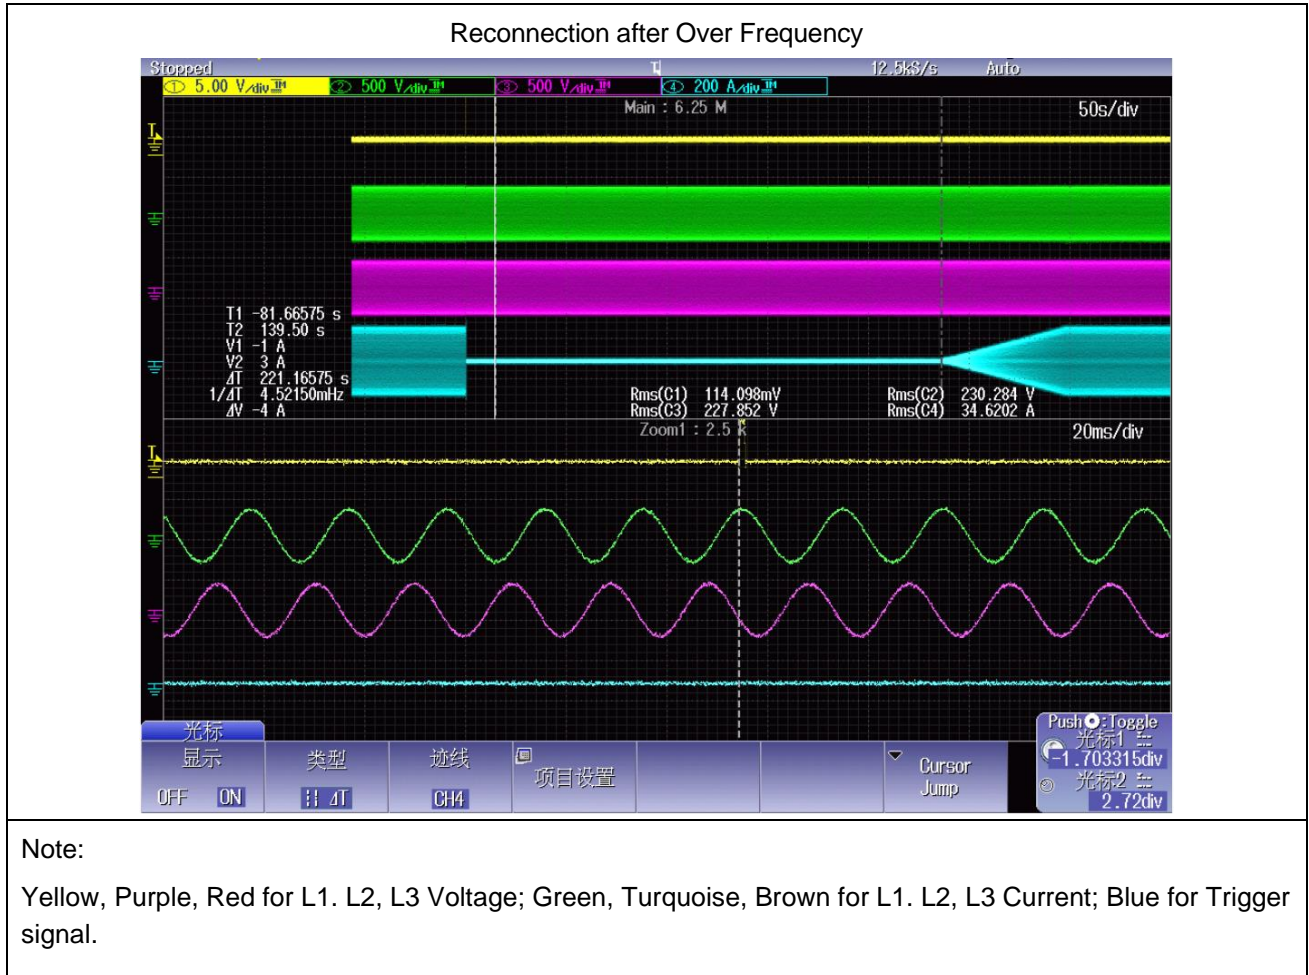 Reconnection after Over Frequency
Stopped 12.5kS/s Auto
① 5.00 V/div 1M ② 500 V/div 1M ③ 500 V/div 1M ④ 200 A/div 1M
Main : 6.25 M 50s/div
T1 -81.66575 s
T2 139.50 s
V1 -1 A
V2 3 A
ΔT 221.16575 s
1/ΔT 4.52150mHz
ΔV -4 A
Rms(C1) 114.098mV Rms(C2) 230.284 V
Rms(C3) 227.852 V Rms(C4) 34.6202 A
Zoom1 : 2.5 k 20ms/div
光标
显示 类型 迹线 项目设置 Cursor Jump
OFF ON ΔT CH4
Push :Toggle
光标1
-1.703315div
光标2
2.72div
Note:
Yellow, Purple, Red for L1. L2, L3 Voltage; Green, Turquoise, Brown for L1. L2, L3 Current; Blue for Trigger
signal.